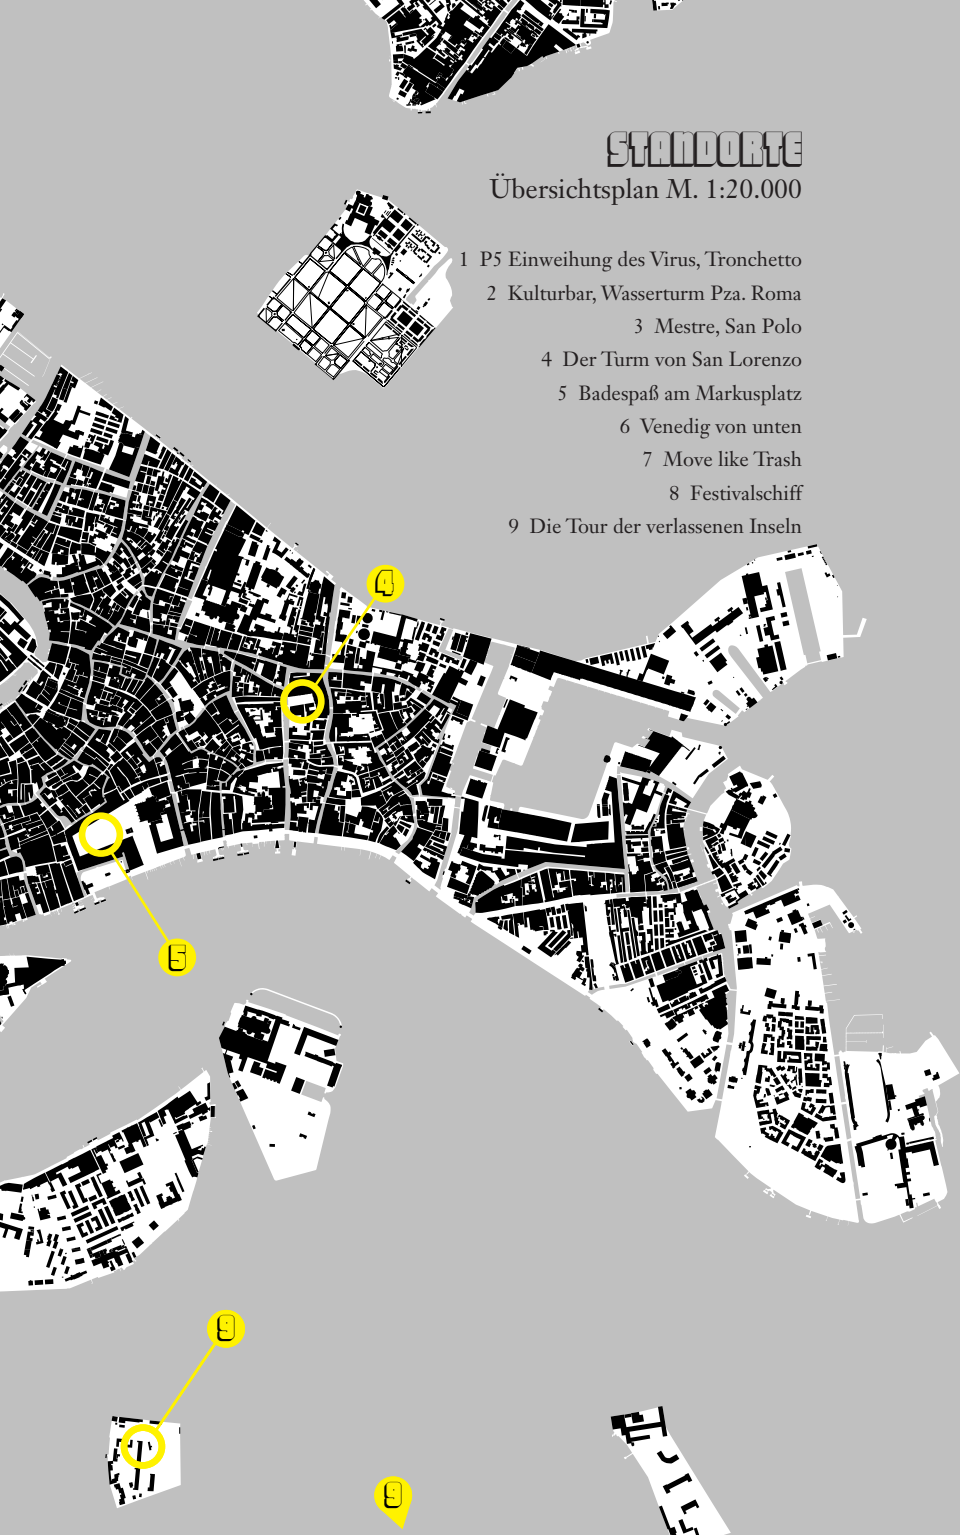 STANDORTE
Übersichtsplan M. 1:20.000
1 P5 Einweihung des Virus, Tronchetto
2 Kulturbar, Wasserturm Pza. Roma
3 Mestre, San Polo
4 Der Turm von San Lorenzo
5 Badespaß am Markusplatz
6 Venedig von unten
7 Move like Trash
8 Festivalschiff
9 Die Tour der verlassenen Inseln
4
5
9
9